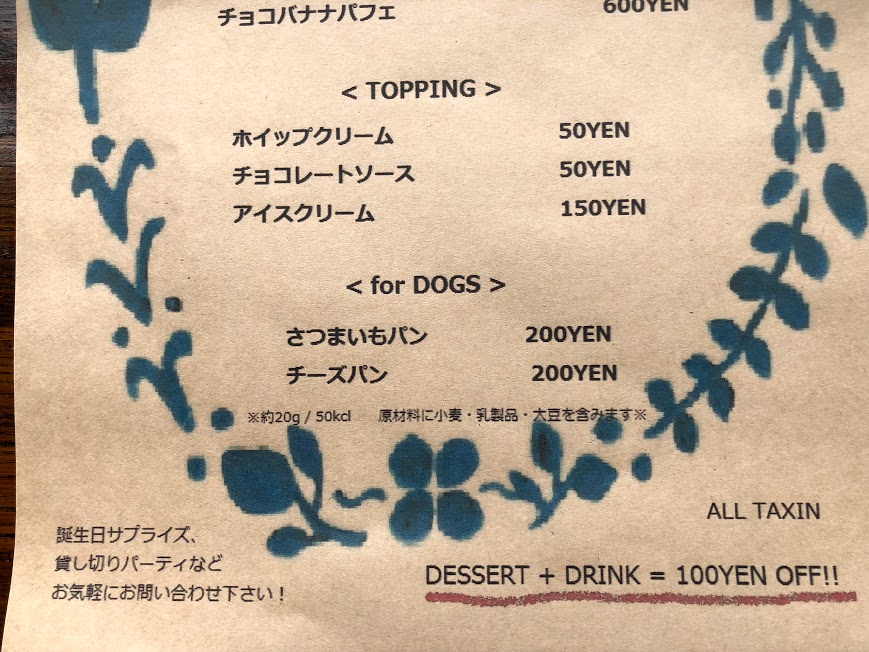 チョコバナナパフェ 600YEN
< TOPPING >
ホイップクリーム 50YEN
チョコレートソース 50YEN
アイスクリーム 150YEN
< for DOGS >
さつまいもパン 200YEN
チーズパン 200YEN
※約20g / 50kcl 原材料に小麦・乳製品・大豆を含みます※
ALL TAXIN
誕生日サプライズ、
貸し切りパーティなど
お気軽にお問い合わせ下さい!
DESSERT + DRINK = 100YEN OFF!!